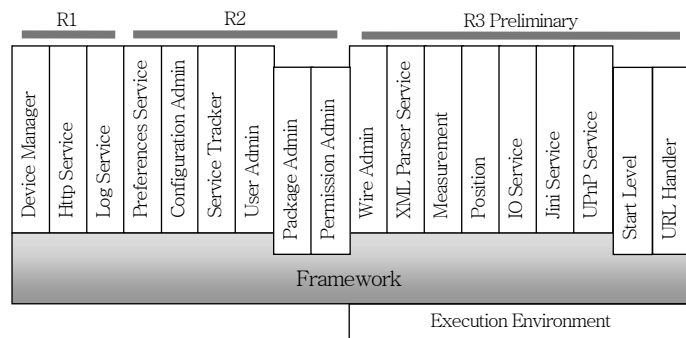 R1
R2
R3 Preliminary
Device Manager
Http Service
Log Service
Preferences Service
Configuration Admin
Service Tracker
User Admin
Package Admin
Permission Admin
Wire Admin
XML Parser Service
Measurement
Position
IO Service
Jini Service
UPnP Service
Start Level
URL Handler
Framework
Execution Environment